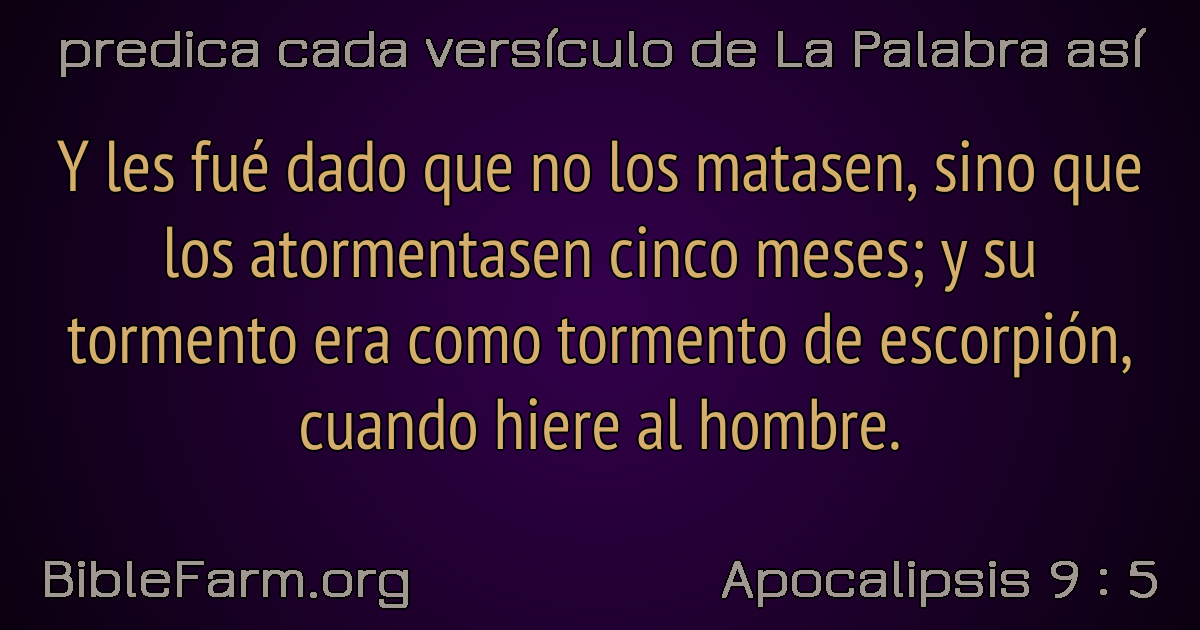 predica cada versículo de La Palabra así
Y les fué dado que no los matasen, sino que
los atormentasen cinco meses; y su
tormento era como tormento de escorpión,
cuando hiere al hombre.
BibleFarm.org
Apocalipsis 9 : 5